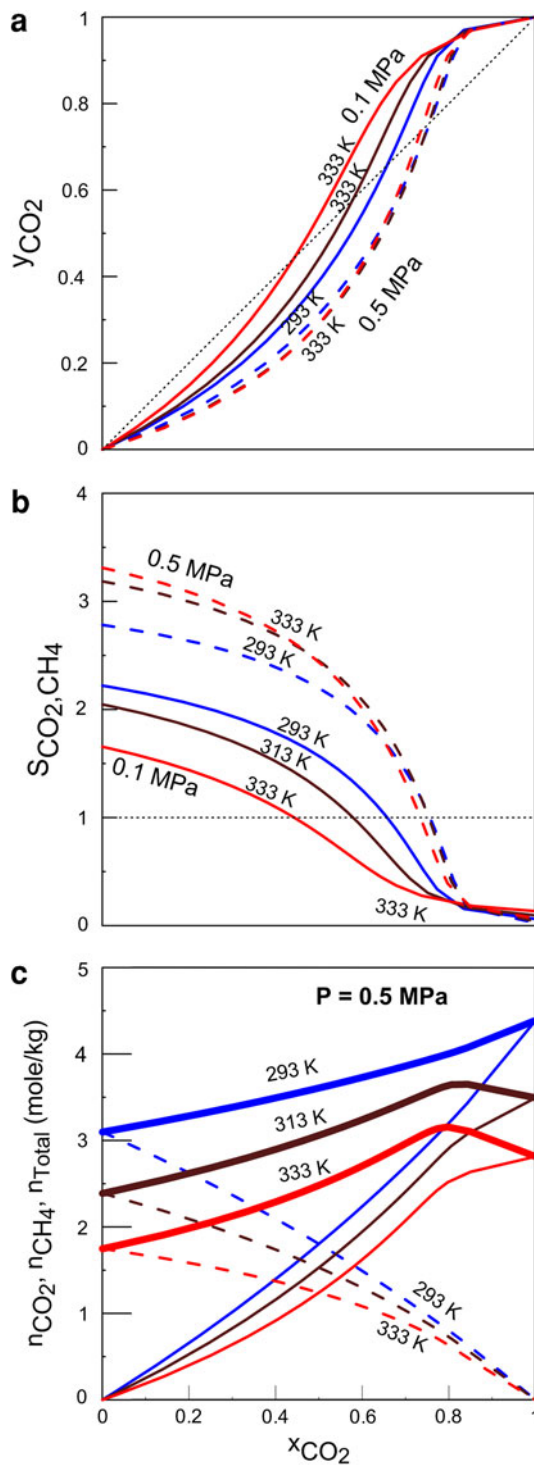 a
1
0.8
0.6
0.4
0.2
0
yCO2
0.1 MPa
333 K
333 K
293 K
333 K
0.5 MPa
b
4
3
2
1
0
SCO2,CH4
0.5 MPa
333 K
293 K
293 K
313 K
333 K
0.1 MPa
333 K
c
5
4
3
2
1
0
nCO2, nCH4, nTotal (mole/kg)
P = 0.5 MPa
293 K
313 K
333 K
293 K
333 K
0 0.2 0.4 0.6 0.8 1
xCO2